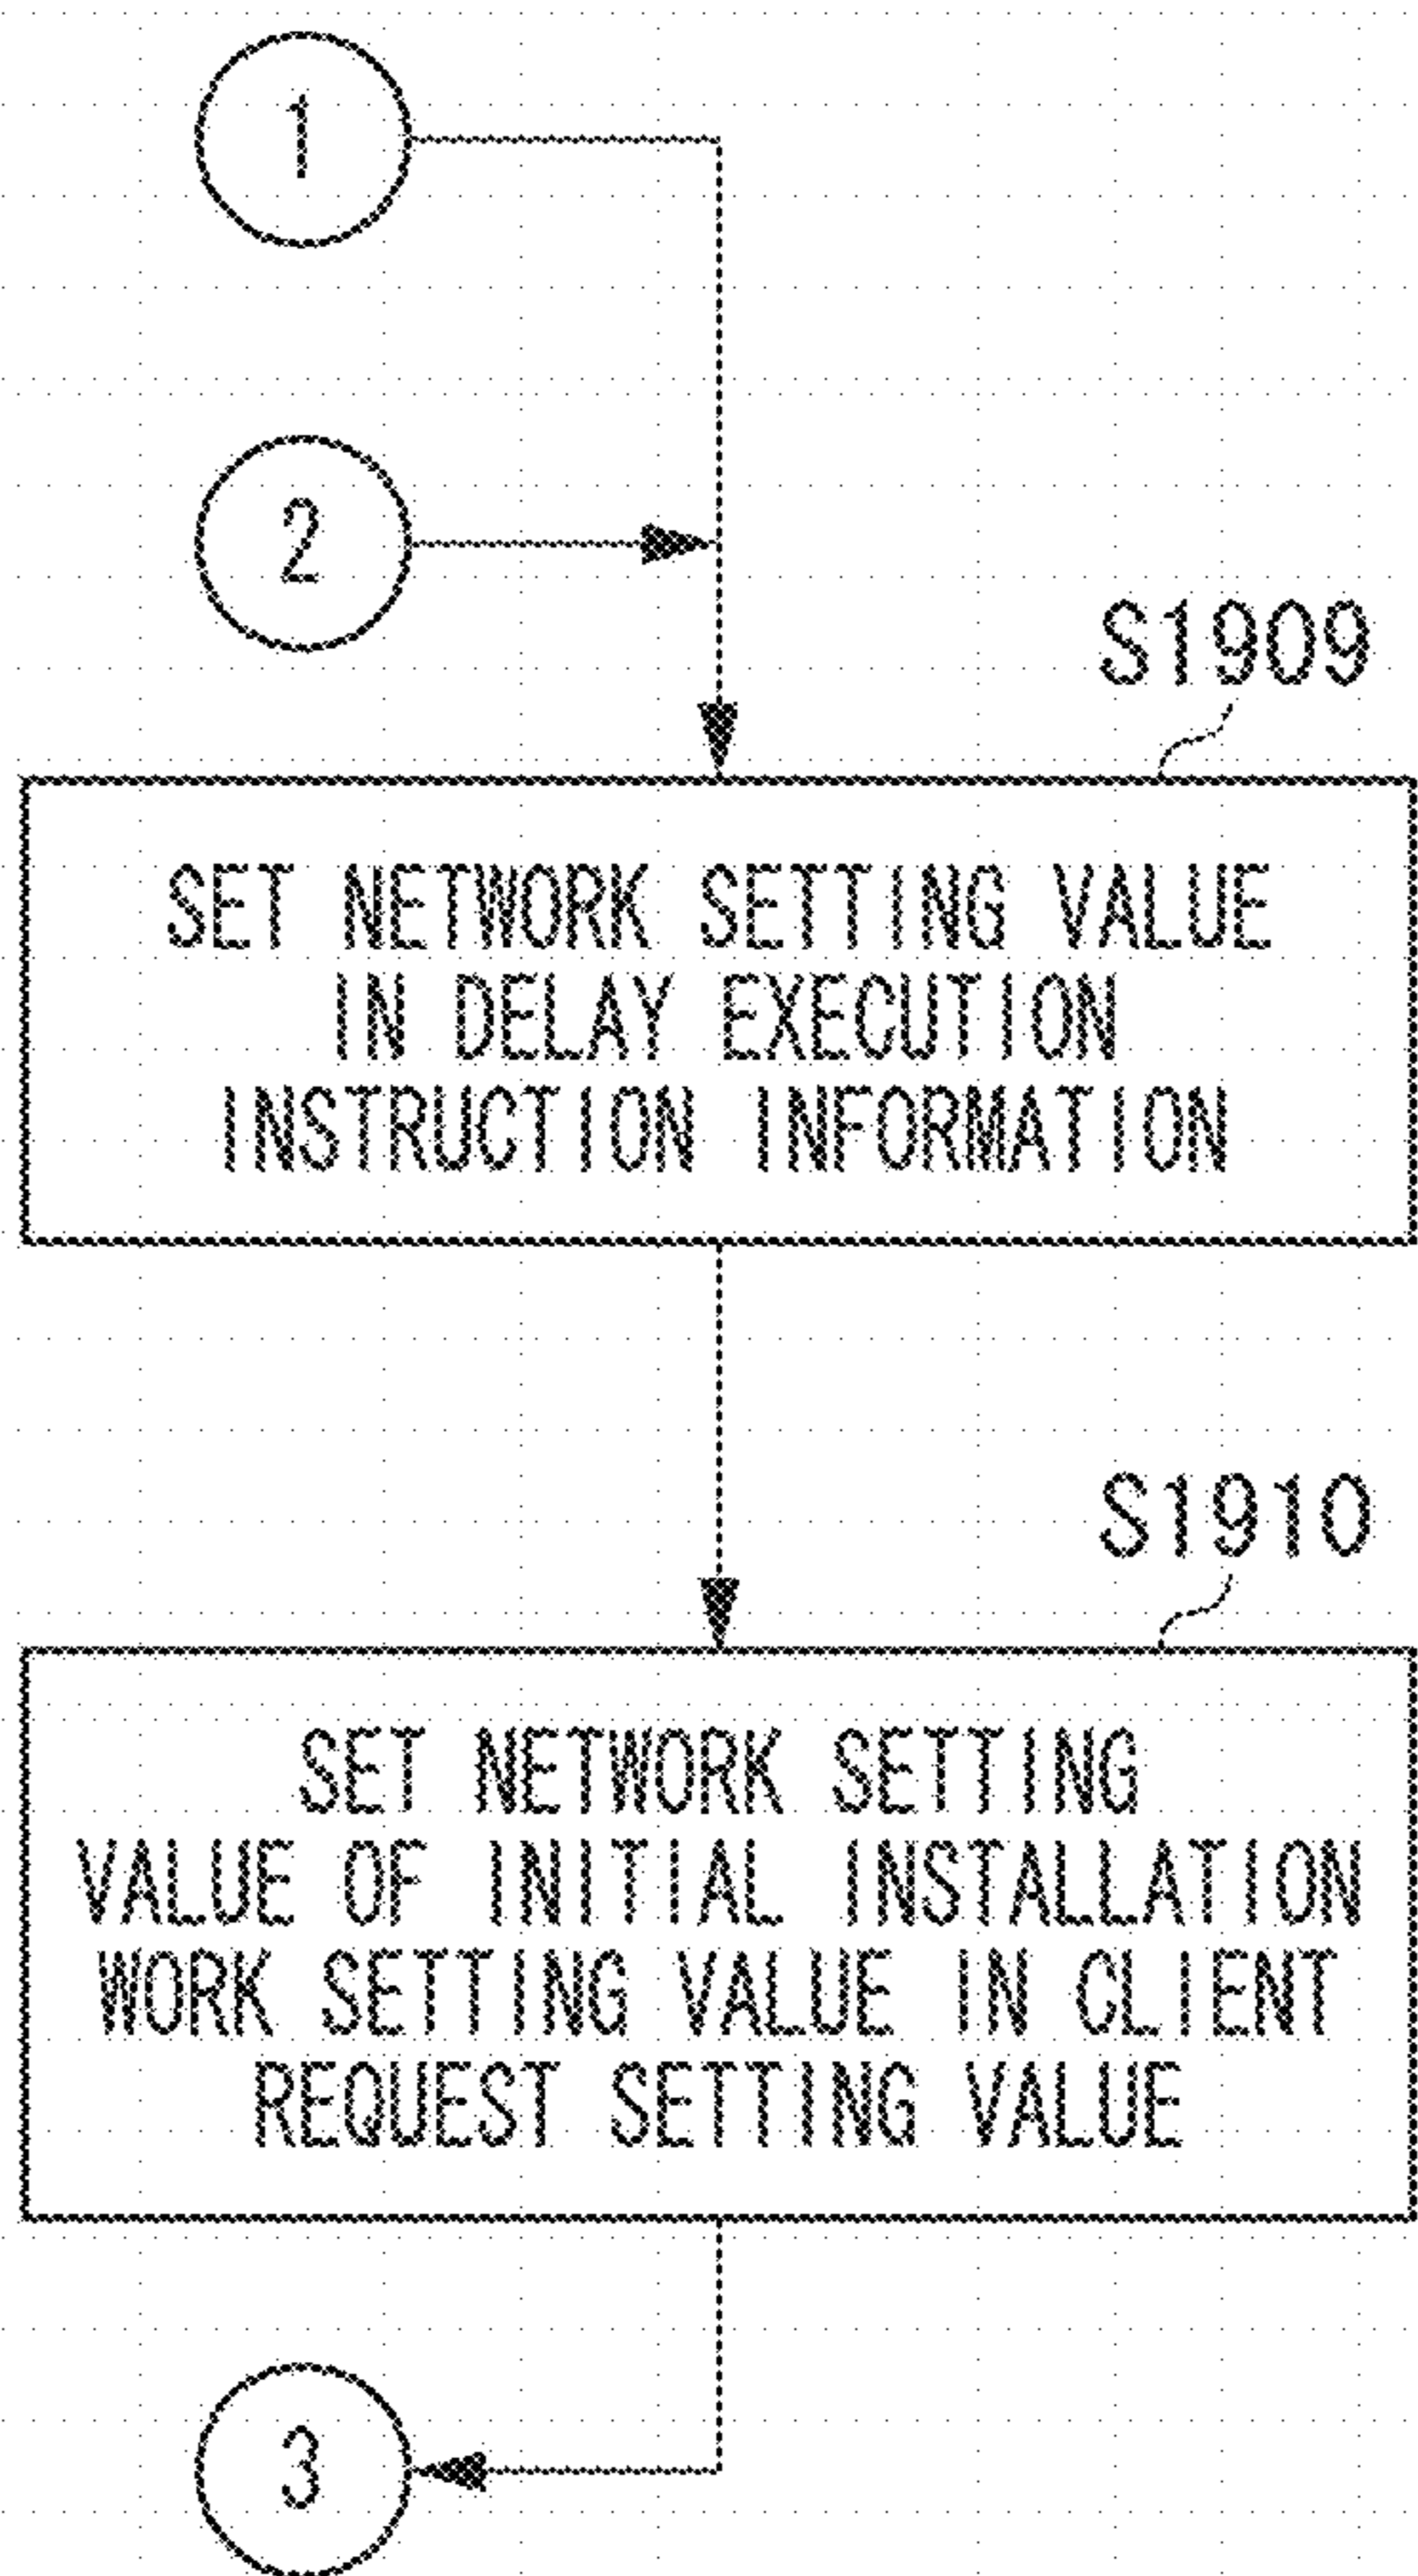 1
2
S1909
SET NETWORK SETTING VALUE
IN DELAY EXECUTION
INSTRUCTION INFORMATION
S1910
SET NETWORK SETTING
VALUE OF INITIAL INSTALLATION
WORK SETTING VALUE IN CLIENT
REQUEST SETTING VALUE
3